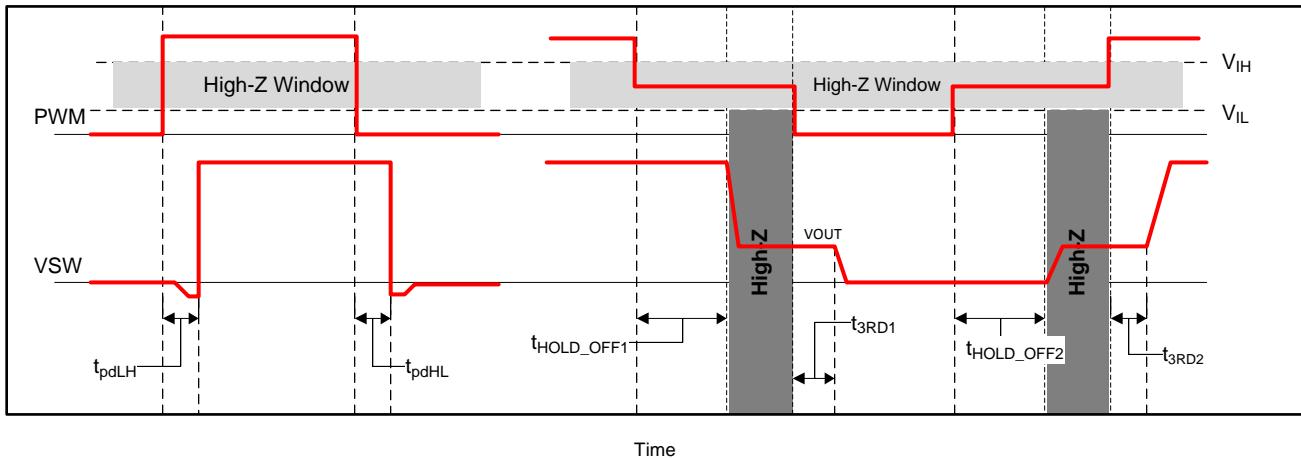 High-Z Window
High-Z Window
V_IH
V_IL
PWM
VSW
VOUT
High-Z
High-Z
t_pdLH
t_pdHL
t_HOLD_OFF1
t_3RD1
t_HOLD_OFF2
t_3RD2
Time